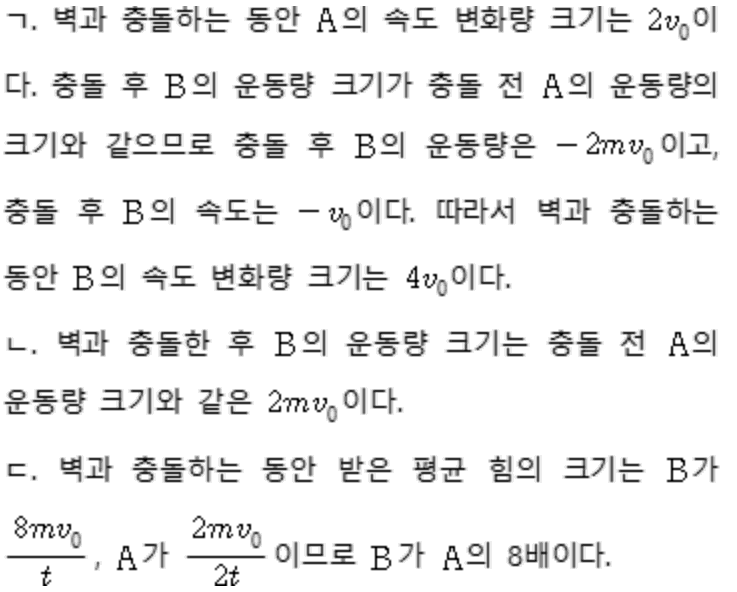 ㄱ. 벽과 충돌하는 동안 A의 속도 변화량 크기는 2v₀이
다. 충돌 후 B의 운동량 크기가 충돌 전 A의 운동량의
크기와 같으므로 충돌 후 B의 운동량은 −2mv₀이고,
충돌 후 B의 속도는 −v₀이다. 따라서 벽과 충돌하는
동안 B의 속도 변화량 크기는 4v₀이다.
ㄴ. 벽과 충돌한 후 B의 운동량 크기는 충돌 전 A의
운동량 크기와 같은 2mv₀이다.
ㄷ. 벽과 충돌하는 동안 받은 평균 힘의 크기는 B가
8mv₀/t, A가 2mv₀/2t 이므로 B가 A의 8배이다.